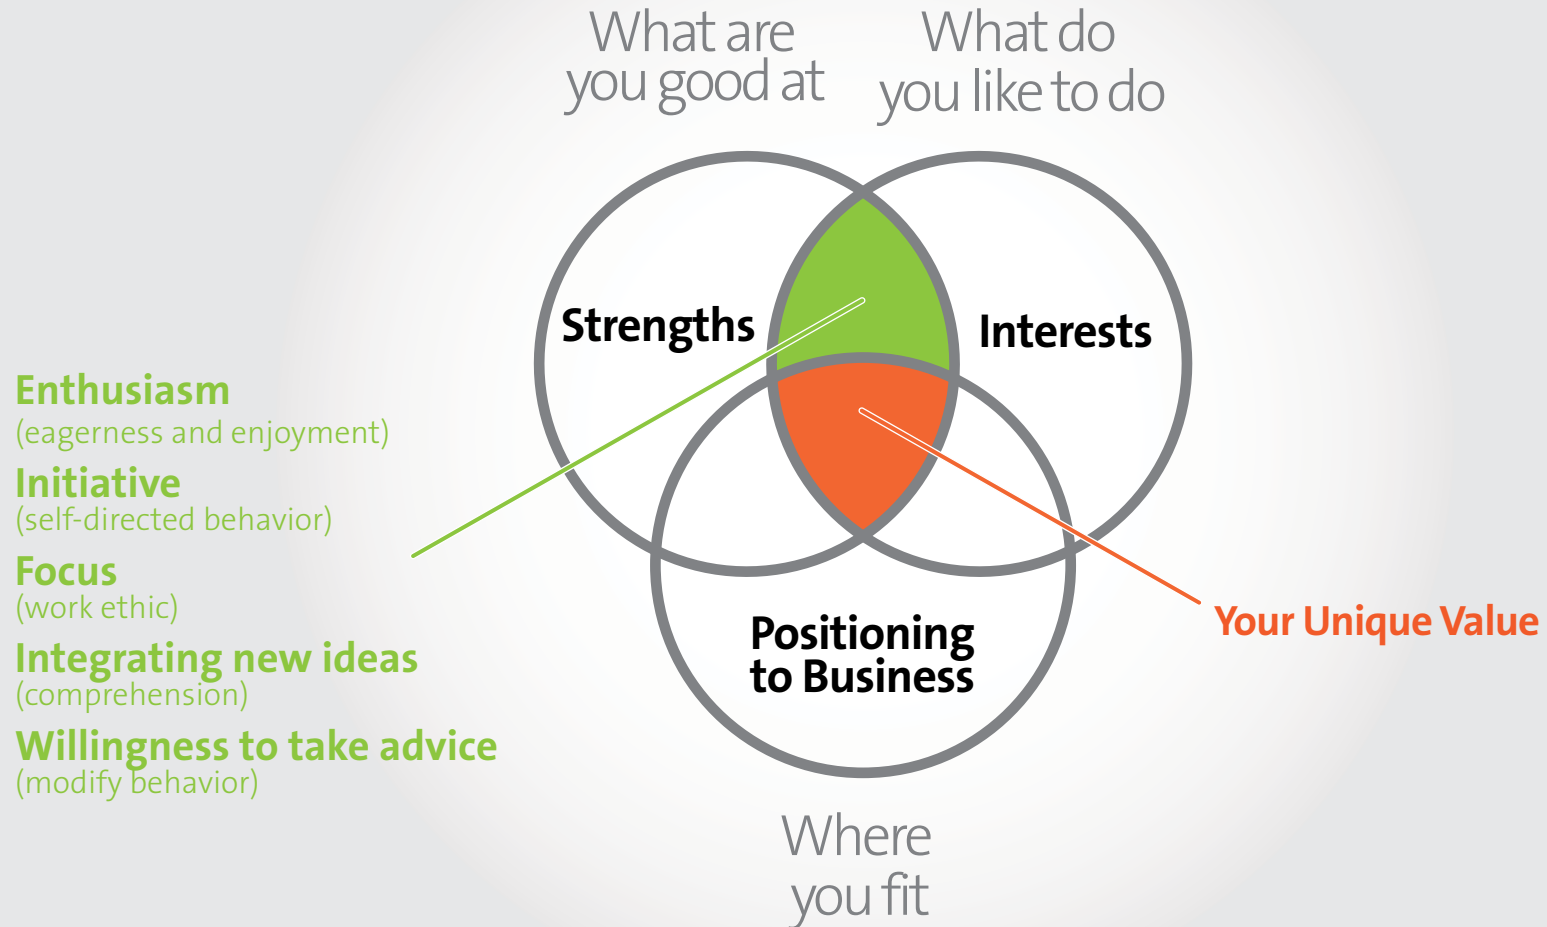 What are
you good at
What do
you like to do
Strengths
Interests
Enthusiasm
(eagerness and enjoyment)
Initiative
(self-directed behavior)
Focus
(work ethic)
Integrating new ideas
(comprehension)
Willingness to take advice
(modify behavior)
Your Unique Value
Positioning
to Business
Where
you fit